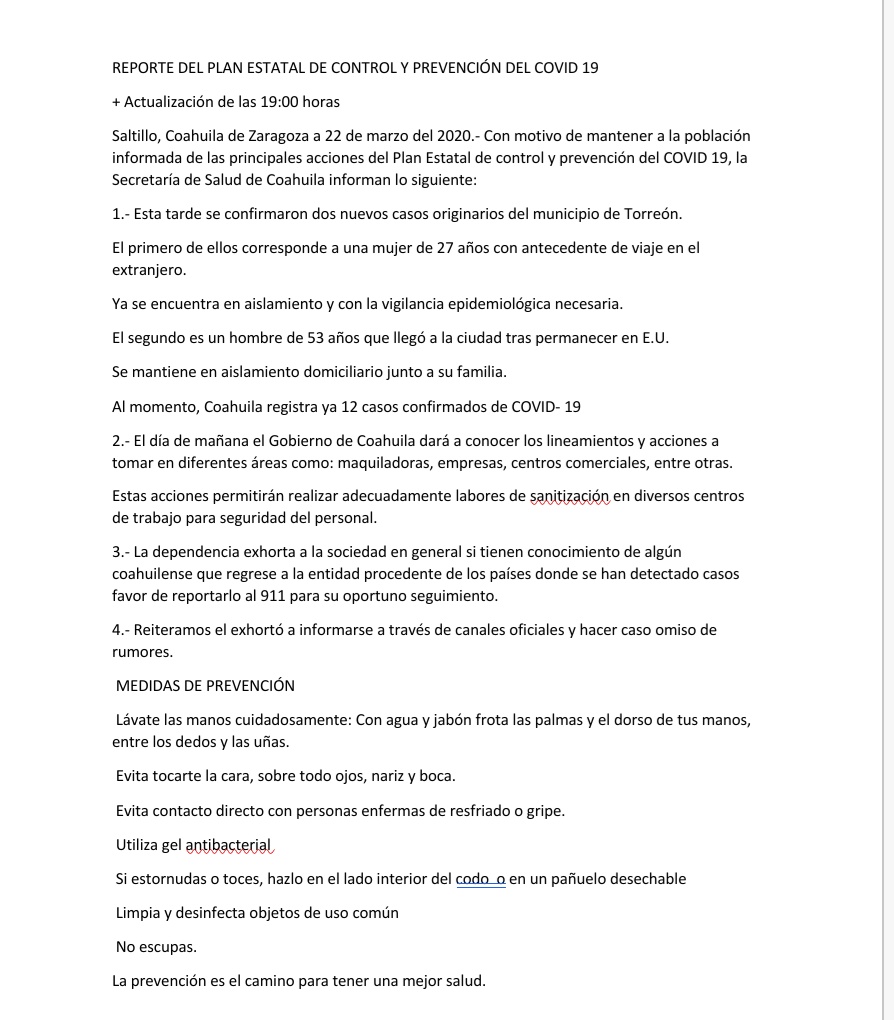 REPORTE DEL PLAN ESTATAL DE CONTROL Y PREVENCIÓN DEL COVID 19
+ Actualización de las 19:00 horas
Saltillo, Coahuila de Zaragoza a 22 de marzo del 2020.- Con motivo de mantener a la población
informada de las principales acciones del Plan Estatal de control y prevención del COVID 19, la
Secretaría de Salud de Coahuila informan lo siguiente:
1.- Esta tarde se confirmaron dos nuevos casos originarios del municipio de Torreón.
El primero de ellos corresponde a una mujer de 27 años con antecedente de viaje en el
extranjero.
Ya se encuentra en aislamiento y con la vigilancia epidemiológica necesaria.
El segundo es un hombre de 53 años que llegó a la ciudad tras permanecer en E.U.
Se mantiene en aislamiento domiciliario junto a su familia.
Al momento, Coahuila registra ya 12 casos confirmados de COVID- 19
2.- El día de mañana el Gobierno de Coahuila dará a conocer los lineamientos y acciones a
tomar en diferentes áreas como: maquiladoras, empresas, centros comerciales, entre otras.
Estas acciones permitirán realizar adecuadamente labores de sanitización en diversos centros
de trabajo para seguridad del personal.
3.- La dependencia exhorta a la sociedad en general si tienen conocimiento de algún
coahuilense que regrese a la entidad procedente de los países donde se han detectado casos
favor de reportarlo al 911 para su oportuno seguimiento.
4.- Reiteramos el exhortó a informarse a través de canales oficiales y hacer caso omiso de
rumores.
MEDIDAS DE PREVENCIÓN
Lávate las manos cuidadosamente: Con agua y jabón frota las palmas y el dorso de tus manos,
entre los dedos y las uñas.
Evita tocarte la cara, sobre todo ojos, nariz y boca.
Evita contacto directo con personas enfermas de resfriado o gripe.
Utiliza gel antibacterial
Si estornudas o toces, hazlo en el lado interior del codo  o en un pañuelo desechable
Limpia y desinfecta objetos de uso común
No escupas.
La prevención es el camino para tener una mejor salud.